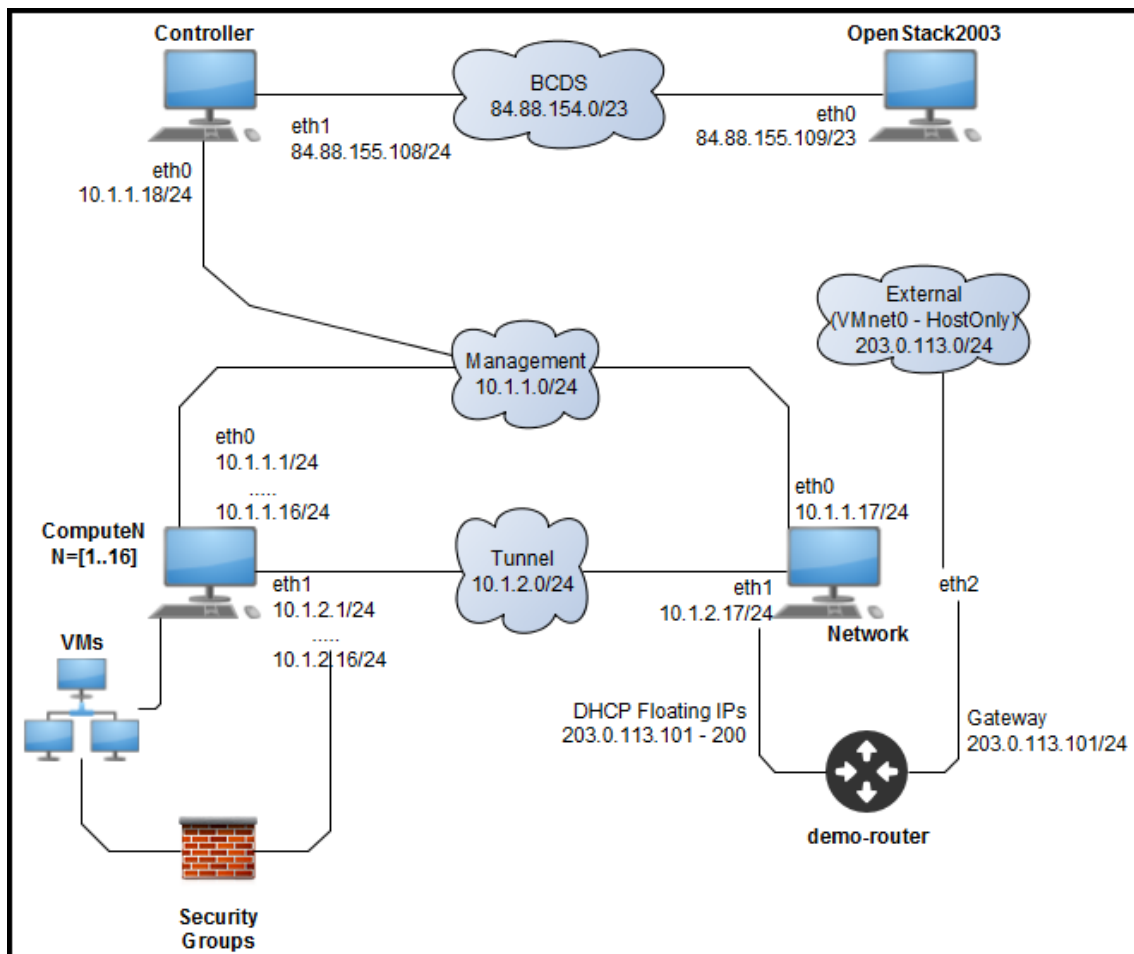 Controller
OpenStack2003
BCDS
84.88.154.0/23
eth1
84.88.155.108/24
eth0
84.88.155.109/23
eth0
10.1.1.18/24
External
(VMnet0 - HostOnly)
203.0.113.0/24
Management
10.1.1.0/24
eth0
10.1.1.1/24
.....
10.1.1.16/24
eth0
10.1.1.17/24
ComputeN
N=[1..16]
Tunnel
10.1.2.0/24
eth1
10.1.2.1/24
.....
10.1.2.16/24
eth1
10.1.2.17/24
eth2
Network
VMs
DHCP Floating IPs
203.0.113.101 - 200
Gateway
203.0.113.101/24
demo-router
Security
Groups